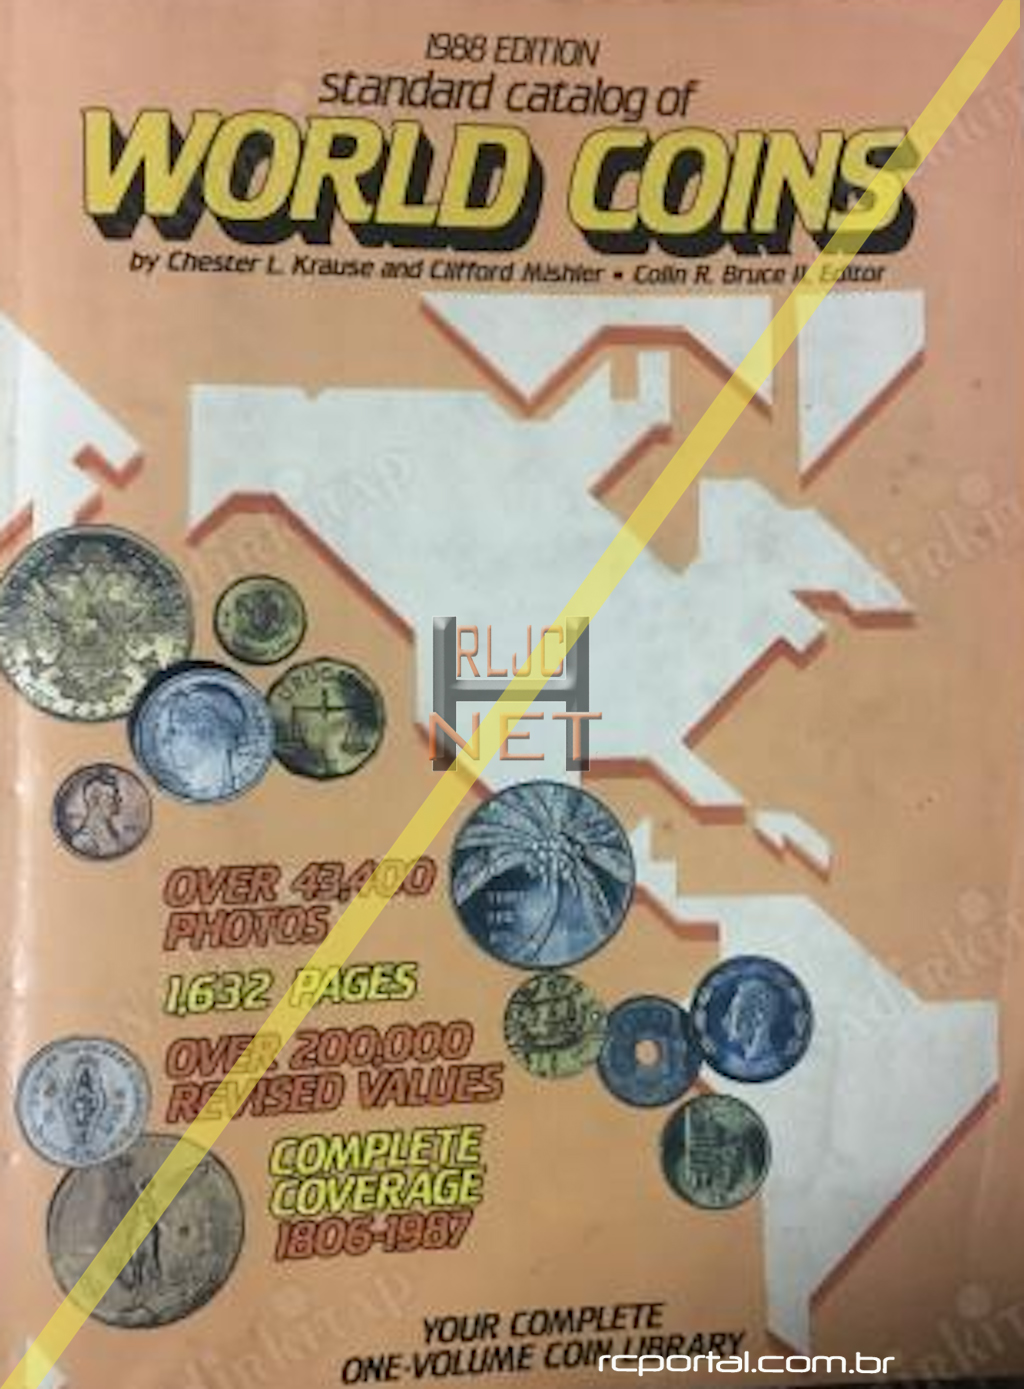 1988 EDITION
standard catalog of
WORLD COINS
by Chester L. Krause and Clifford Mishler • Colin R. Bruce II, Editor
RLJC
H
NET
OVER 43,400
PHOTOS
1,632 PAGES
OVER 200,000
REVISED VALUES
COMPLETE
COVERAGE
1806-1987
YOUR COMPLETE
ONE-VOLUME COIN LIBRARY
rcportal.com.br